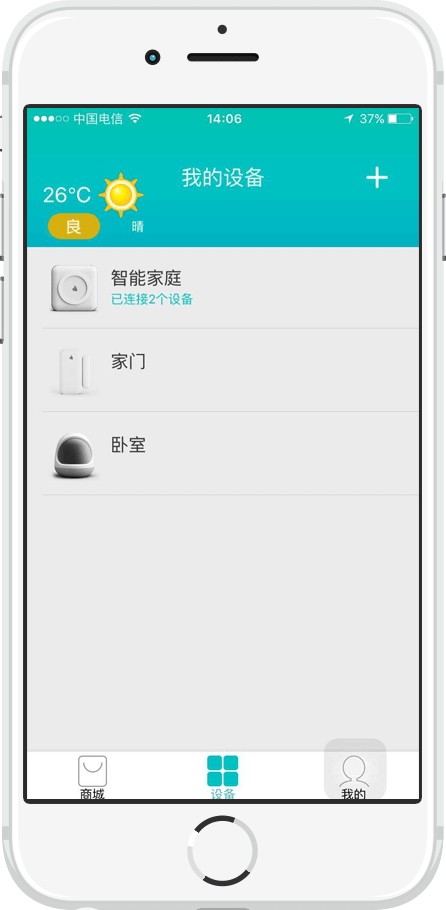 中国电信
14:06
37%
我的设备
26℃
良
晴
智能家庭
已连接2个设备
家门
卧室
商城
设备
我的